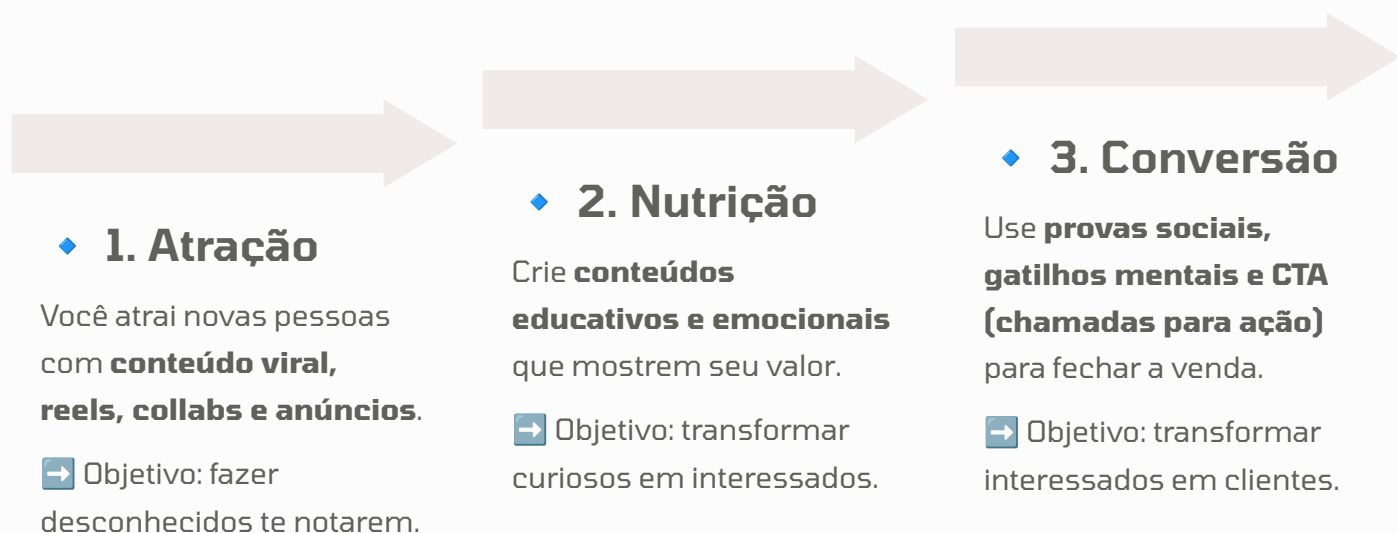 🔹 1. Atração
Você atrai novas pessoas
com conteúdo viral,
reels, collabs e anúncios.
➡️ Objetivo: fazer
desconhecidos te notarem.
🔹 2. Nutrição
Crie conteúdos
educativos e emocionais
que mostrem seu valor.
➡️ Objetivo: transformar
curiosos em interessados.
🔹 3. Conversão
Use provas sociais,
gatilhos mentais e CTA
(chamadas para ação)
para fechar a venda.
➡️ Objetivo: transformar
interessados em clientes.